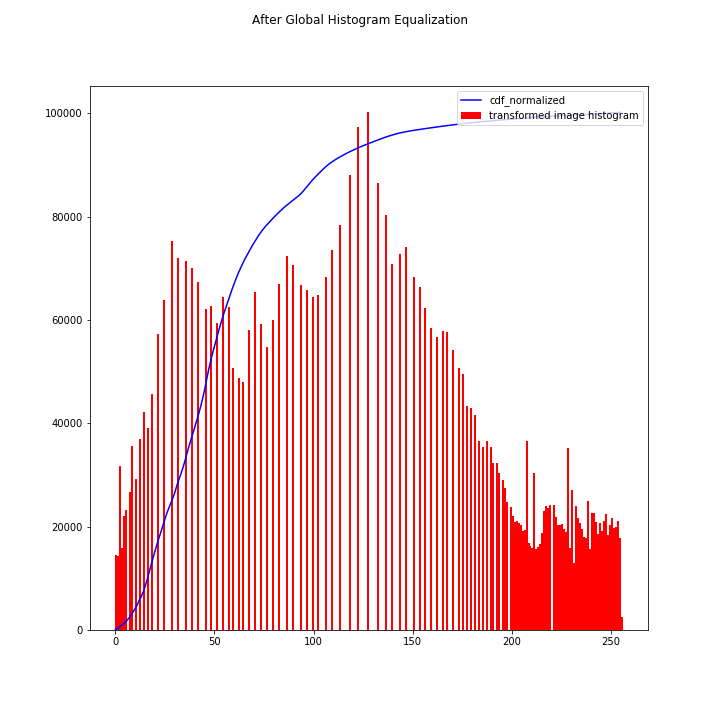 After Global Histogram Equalization
cdf_normalized
transformed image histogram
100000
80000
60000
40000
20000
0
0 50 100 150 200 250